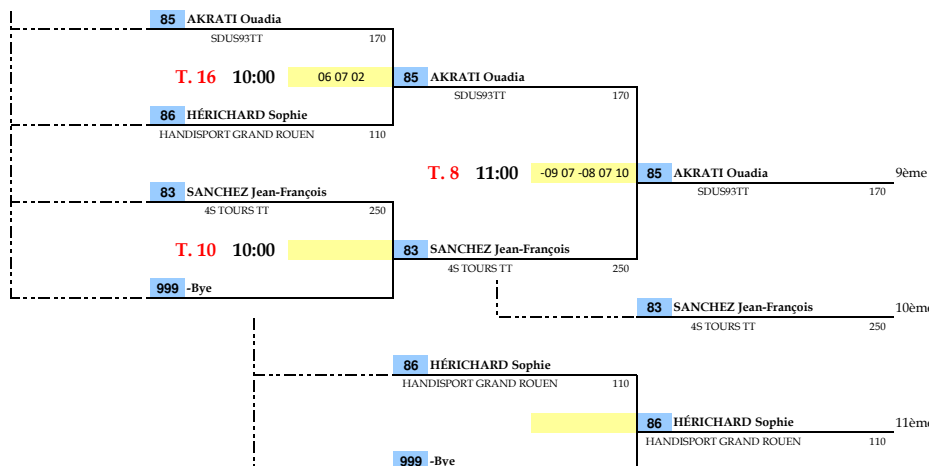 85 AKRATI Ouadia
SDUS93TT 170
T. 16 10:00 06 07 02 85 AKRATI Ouadia
SDUS93TT 170
86 HÉRICHARD Sophie
HANDISPORT GRAND ROUEN 110
T. 8 11:00 -09 07 -08 07 10 85 AKRATI Ouadia 9ème
SDUS93TT 170
83 SANCHEZ Jean-François
4S TOURS TT 250
T. 10 10:00 83 SANCHEZ Jean-François
4S TOURS TT 250
999 -Bye
83 SANCHEZ Jean-François 10ème
4S TOURS TT 250
86 HÉRICHARD Sophie
HANDISPORT GRAND ROUEN 110
86 HÉRICHARD Sophie 11ème
HANDISPORT GRAND ROUEN 110
999 -Bye